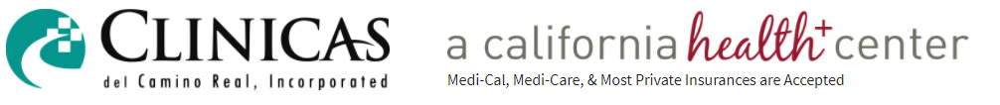 CLINICAS
del Camino Real, Incorporated
a california health+ center
Medi-Cal, Medi-Care, & Most Private Insurances are Accepted